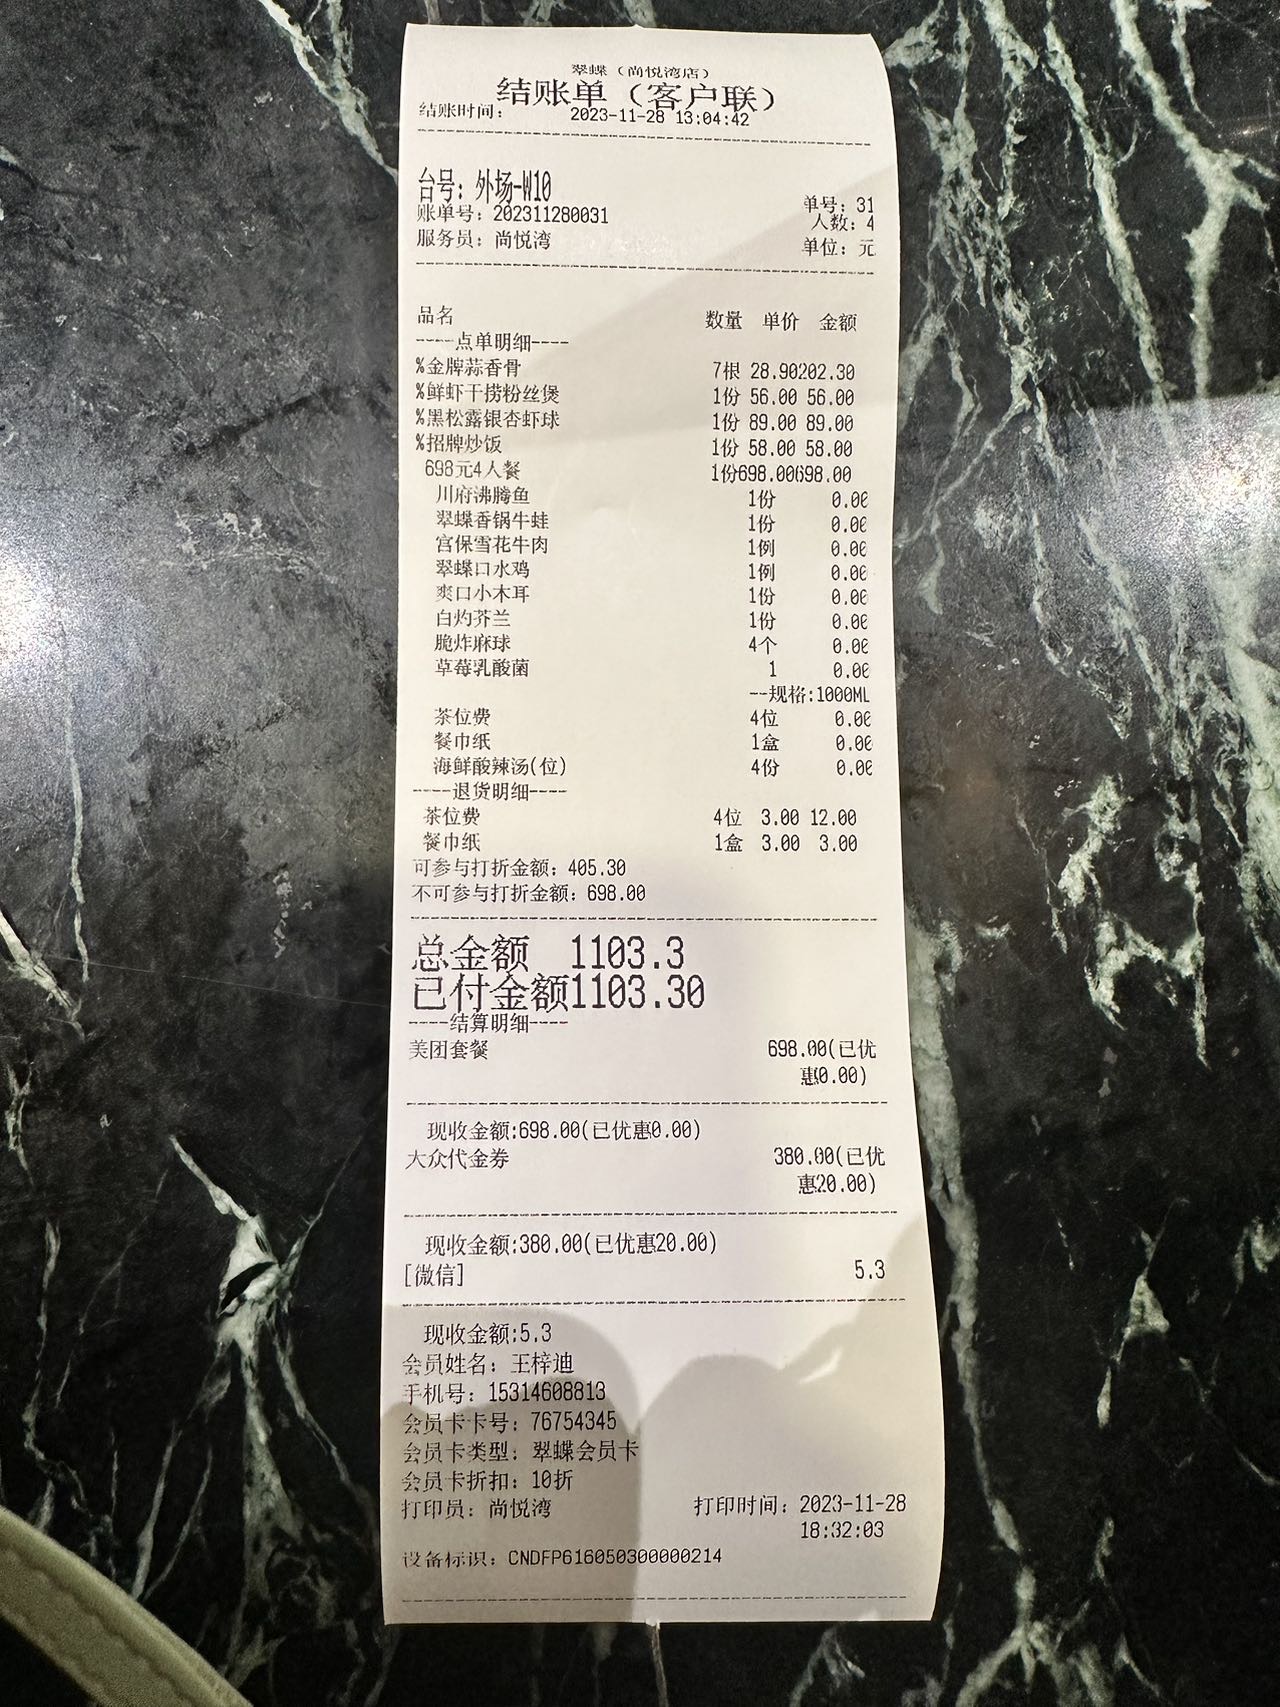 翠蝶（尚悦湾店）
结账单（客户联）
结账时间： 2023-11-28 13:04:42
台号：外场-W10
单号：31
账单号：202311280031
人数：4
服务员：尚悦湾
单位：元
品名 数量 单价 金额
----点单明细----
%金牌蒜香骨 7根 28.90202.30
%鲜虾干捞粉丝煲 1份 56.00 56.00
%黑松露银杏虾球 1份 89.00 89.00
%招牌炒饭 1份 58.00 58.00
698元4人餐 1份698.00698.00
川府沸腾鱼 1份 0.00
翠蝶香锅牛蛙 1份 0.00
宫保雪花牛肉 1例 0.00
翠蝶口水鸡 1例 0.00
爽口小木耳 1份 0.00
白灼芥兰 1份 0.00
脆炸麻球 4个 0.00
草莓乳酸菌 1 0.00
--规格:1000ML
茶位费 4位 0.00
餐巾纸 1盒 0.00
海鲜酸辣汤(位) 4份 0.00
----退货明细----
茶位费 4位 3.00 12.00
餐巾纸 1盒 3.00 3.00
可参与打折金额：405.30
不可参与打折金额：698.00
总金额 1103.3
已付金额1103.30
----结算明细----
美团套餐 698.00(已优
惠0.00)
现收金额:698.00(已优惠0.00)
大众代金券 380.00(已优
惠20.00)
现收金额:380.00(已优惠20.00)
[微信] 5.3
现收金额:5.3
会员姓名：王梓迪
手机号：15314608813
会员卡卡号：76754345
会员卡类型：翠蝶会员卡
会员卡折扣：10折
打印员：尚悦湾 打印时间：2023-11-28
18:32:03
设备标识：CNDFP616050300000214